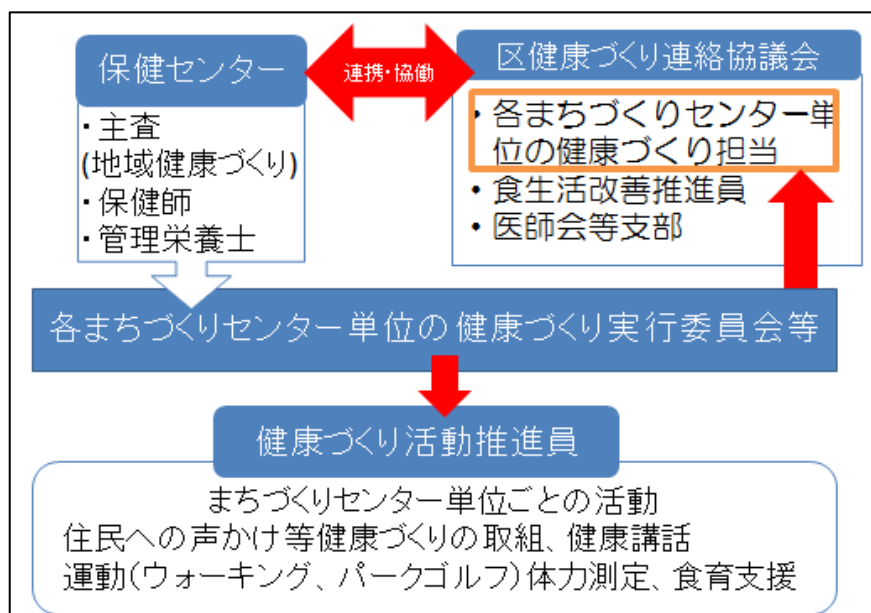 保健センター
・主査
(地域健康づくり)
・保健師
・管理栄養士
連携・協働
区健康づくり連絡協議会
・各まちづくりセンター単
位の健康づくり担当
・食生活改善推進員
・医師会等支部
各まちづくりセンター単位の健康づくり実行委員会等
健康づくり活動推進員
まちづくりセンター単位ごとの活動
住民への声かけ等健康づくりの取組、健康講話
運動(ウォーキング、パークゴルフ)体力測定、食育支援